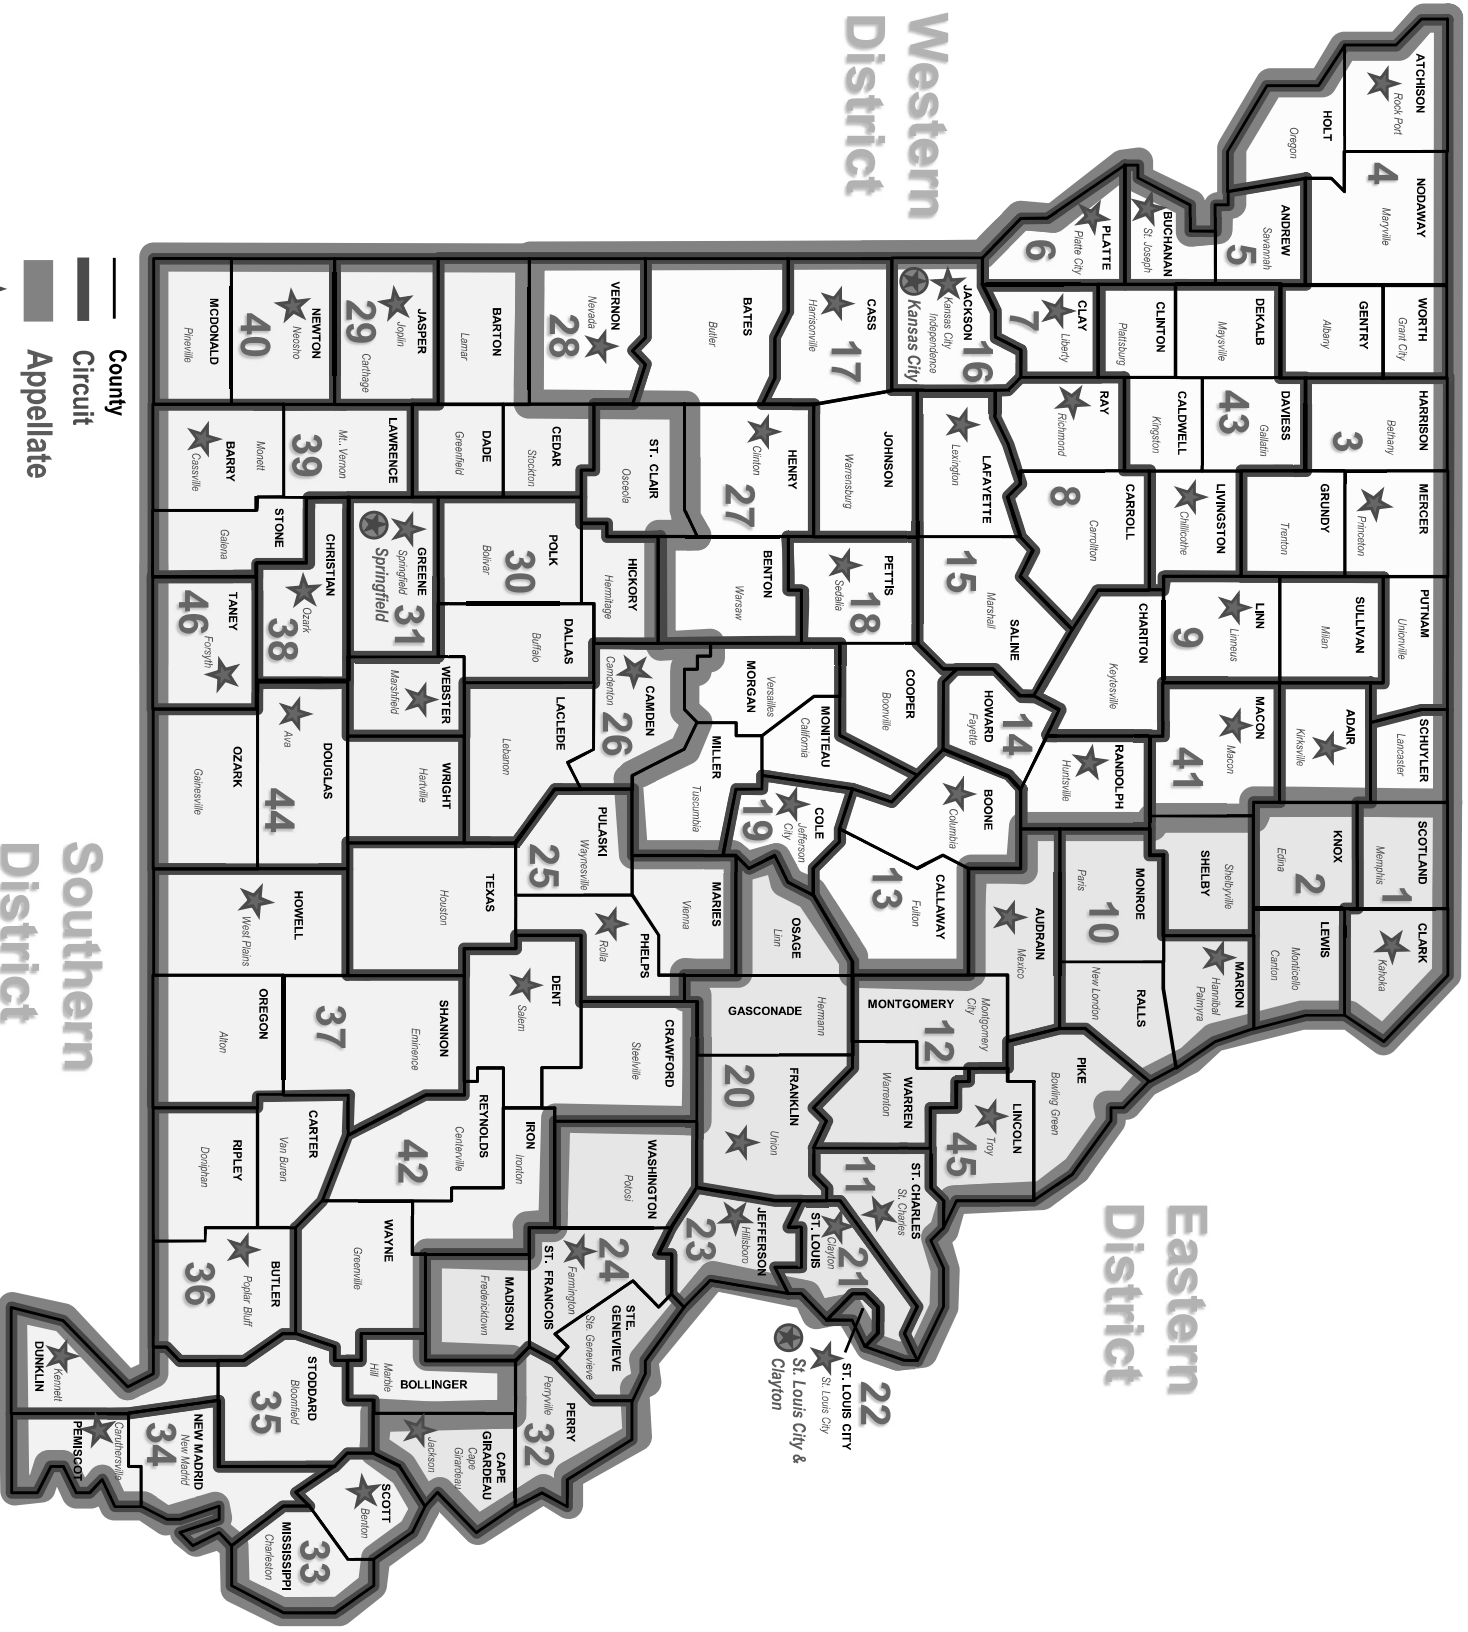 Western
District
ATCHISON
Rock Port
HOLT
Oregon
4
NODAWAY
Maryville
ANDREW
Savannah
5
BUCHANAN
St. Joseph
PLATTE
Platte City
6
WORTH
Grant City
GENTRY
Albany
DEKALB
Maysville
CLINTON
Plattsburg
CLAY
Liberty
7
HARRISON
Bethany
3
DAVIESS
Gallatin
43
CALDWELL
Kingston
RAY
Richmond
MERCER
Princeton
GRUNDY
Trenton
LIVINGSTON
Chillicothe
CARROLL
Carrollton
8
PUTNAM
Unionville
SULLIVAN
Milan
LINN
Linneus
9
CHARITON
Keytesville
SCHUYLER
Lancaster
ADAIR
Kirksville
MACON
Macon
41
RANDOLPH
Huntsville
HOWARD
Fayette
14
SCOTLAND
Memphis
1
CLARK
Kahoka
KNOX
Edina
2
LEWIS
Monticello
Canton
SHELBY
Shelbyville
MARION
Hannibal
Palmyra
MONROE
Paris
10
RALLS
New London
AUDRAIN
Mexico
PIKE
Bowling Green
JACKSON
Kansas City
Independence
16
Kansas City
LAFAYETTE
Lexington
SALINE
Marshall
15
CASS
Harrisonville
17
JOHNSON
Warrensburg
PETTIS
Sedalia
18
COOPER
Boonville
BOONE
Columbia
CALLAWAY
Fulton
13
MONTGOMERY
Montgomery
City
12
WARREN
Warrenton
LINCOLN
Troy
45
ST. CHARLES
St. Charles
11
BATES
Butler
HENRY
Clinton
27
BENTON
Warsaw
MORGAN
Versailles
MONITEAU
California
COLE
Jefferson
City
19
MILLER
Tuscumbia
OSAGE
Linn
GASCONADE
Hermann
FRANKLIN
Union
20
ST. LOUIS
Clayton
21
JEFFERSON
Hillsboro
23
22
ST. LOUIS CITY
St. Louis City
St. Louis City &
Clayton
Eastern
District
VERNON
Nevada
28
ST. CLAIR
Osceola
HICKORY
Hermitage
CAMDEN
Camdenton
26
MARIES
Vienna
PULASKI
Waynesville
25
PHELPS
Rolla
CRAWFORD
Steelville
WASHINGTON
Potosi
24
ST. FRANCOIS
Farmington
STE.
GENEVIEVE
Ste. Genevieve
BARTON
Lamar
CEDAR
Stockton
DADE
Greenfield
POLK
Bolivar
30
DALLAS
Buffalo
LACLEDE
Lebanon
TEXAS
Houston
DENT
Salem
IRON
Ironton
REYNOLDS
Centerville
42
MADISON
Fredericktown
PERRY
Perryville
32
BOLLINGER
Marble
Hill
CAPE
GIRARDEAU
Cape
Girardeau
Jackson
JASPER
Joplin
Carthage
29
LAWRENCE
Mt.. Vernon
39
GREENE
Springfield
31
Springfield
WEBSTER
Marshfield
WRIGHT
Hartville
SHANNON
Eminence
37
WAYNE
Greenville
NEWTON
Neosho
40
MCDONALD
Pineville
BARRY
Monett
Cassville
STONE
Galena
CHRISTIAN
Ozark
38
TANEY
Forsyth
46
DOUGLAS
Ava
44
OZARK
Gainesville
HOWELL
West Plains
OREGON
Alton
CARTER
Van Buren
RIPLEY
Doniphan
BUTLER
Poplar Bluff
36
STODDARD
Bloomfield
35
SCOTT
Benton
MISSISSIPPI
Charleston
33
NEW MADRID
New Madrid
34
PEMISCOT
Caruthersville
DUNKLIN
Kennett
Southern
District
County
Circuit
Appellate